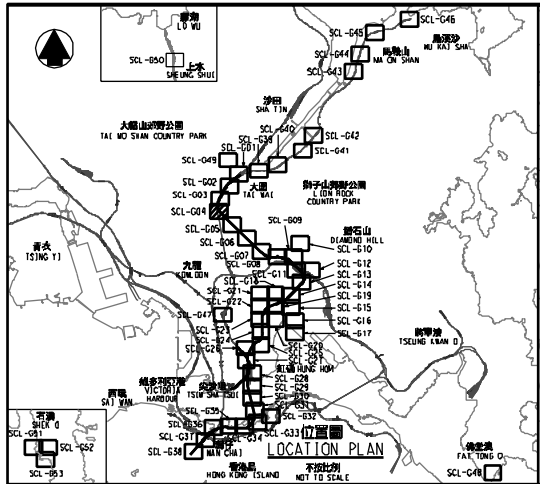 羅湖
LO WU
SCL-G50
上水
SHEUNG SHUI
SCL-G46
SCL-G45
烏溪沙
WU KAI SHA
SCL-G44
馬鞍山
MA ON SHAN
SCL-G43
沙田
SHA TIN
大帽山郊野公園
TAI MO SHAN COUNTRY PARK
SCL-G40
SCL-G39
SCL-G42
SCL-G01
SCL-G41
SCL-G49
SCL-G02
大圍
TAI WAI
獅子山郊野公園
LION ROCK
COUNTRY PARK
SCL-G03
SCL-G04
SCL-G05
SCL-G09
鑽石山
DIAMOND HILL
SCL-G06
SCL-G10
青衣
TSING YI
SCL-G07
九龍
KOWLOON
SCL-G08
SCL-G11
SCL-G12
SCL-G13
SCL-G18
SCL-G14
SCL-G21
SCL-G19
SCL-G22
SCL-G15
SCL-G47
SCL-G16
SCL-G23
SCL-G17
將軍澳
TSEUNG KWAN O
SCL-G24
SCL-G20
SCL-G26
SCL-G25
SCL-G27
紅磡 HUNG HOM
西環
SAI WAN
維多利亞港
VICTORIA
HARBOUR
尖沙咀
TSIM SHA TSUI
SCL-G28
SCL-G29
SCL-G30
SCL-G31
SCL-G32
石澳
SHEK O
SCL-G51
SCL-G52
SCL-G53
SCL-G35
SCL-G36
SCL-G33
SCL-G34
SCL-G37
灣仔
WAN CHAI
SCL-G38
香港島
HONG KONG ISLAND
位置圖
LOCATION PLAN
不按比例
NOT TO SCALE
佛堂澳
FAT TONG O
SCL-G48